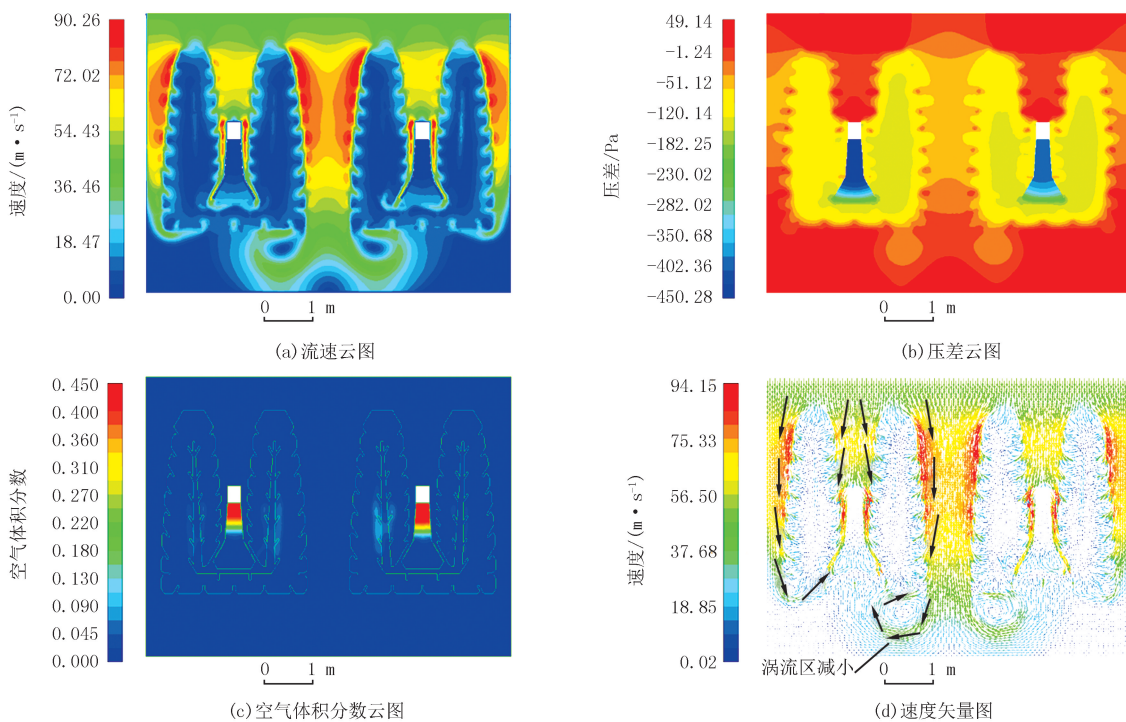 90.26
72.02
54.43
36.46
18.47
0.00
速度/(m·s⁻¹)
0 1 m
(a)流速云图
49.14
-1.24
-51.12
-120.14
-182.25
-230.02
-282.02
-350.68
-402.36
-450.28
压差/Pa
0 1 m
(b)压差云图
0.450
0.400
0.360
0.310
0.270
0.220
0.180
0.130
0.090
0.045
0.000
空气体积分数
0 1 m
(c)空气体积分数云图
94.15
75.33
56.50
37.68
18.85
0.02
速度/(m·s⁻¹)
涡流区减小
0 1 m
(d)速度矢量图